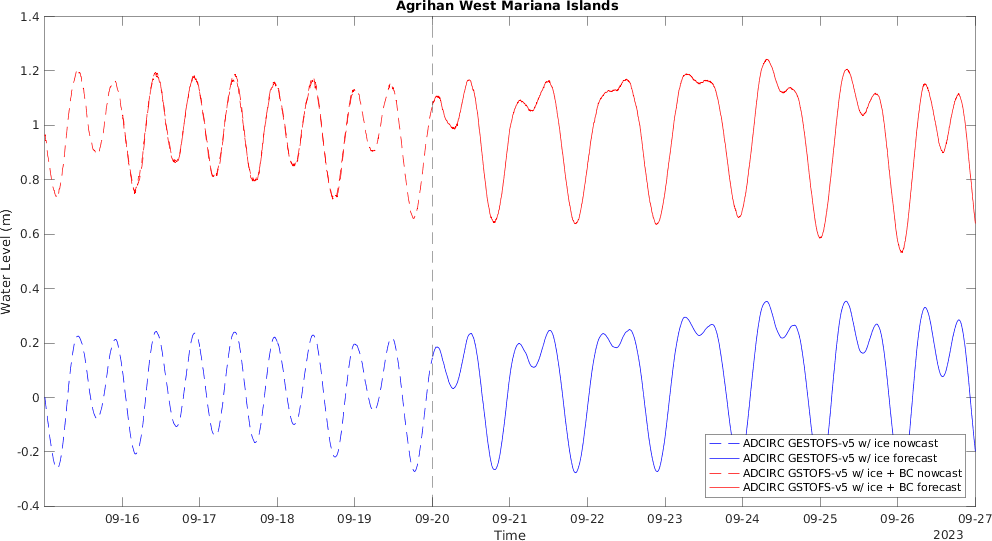 Agrihan West Mariana Islands
1.4
1.2
1
0.8
0.6
0.4
0.2
0
-0.2
-0.4
Water Level (m)
ADCIRC GESTOFS-v5 w/ ice nowcast
ADCIRC GESTOFS-v5 w/ ice forecast
ADCIRC GSTOFS-v5 w/ ice + BC nowcast
ADCIRC GSTOFS-v5 w/ ice + BC forecast
09-16 09-17 09-18 09-19 09-20 09-21 09-22 09-23 09-24 09-25 09-26 09-27
Time
2023